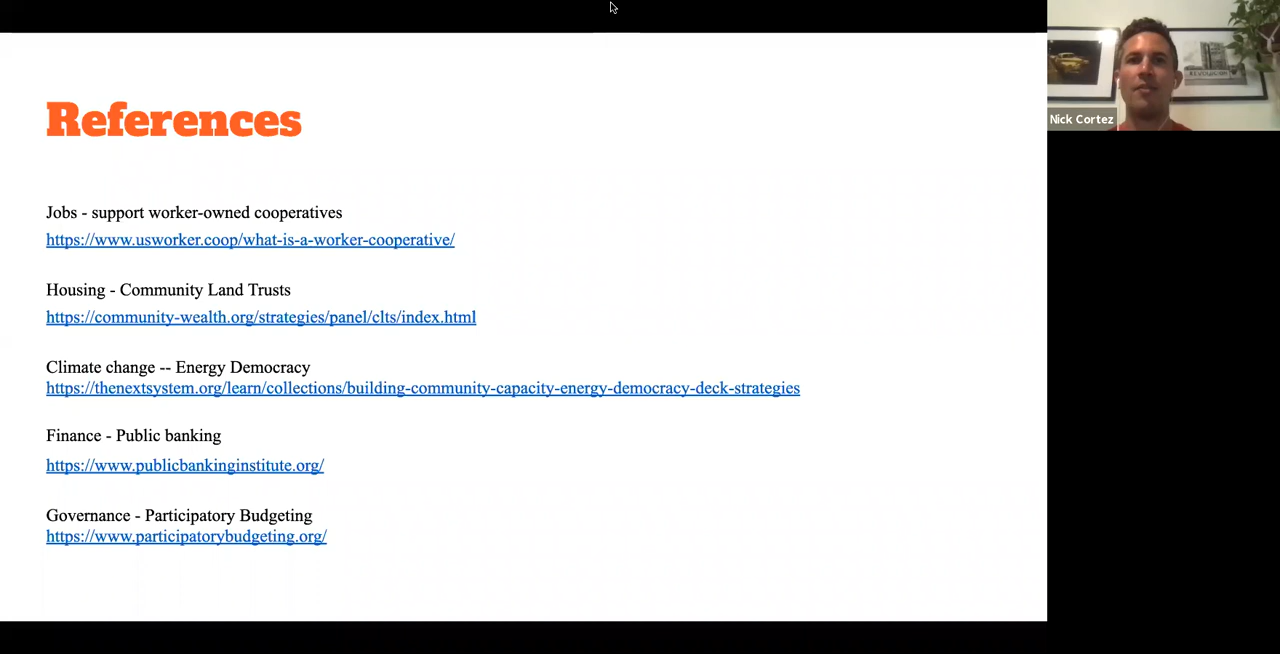 References
Jobs - support worker-owned cooperatives
https://www.usworker.coop/what-is-a-worker-cooperative/
Housing - Community Land Trusts
https://community-wealth.org/strategies/panel/clts/index.html
Climate change -- Energy Democracy
https://thenextsystem.org/learn/collections/building-community-capacity-energy-democracy-deck-strategies
Finance - Public banking
https://www.publicbankinginstitute.org/
Governance - Participatory Budgeting
https://www.participatorybudgeting.org/
REVOLUCION
Nick Cortez